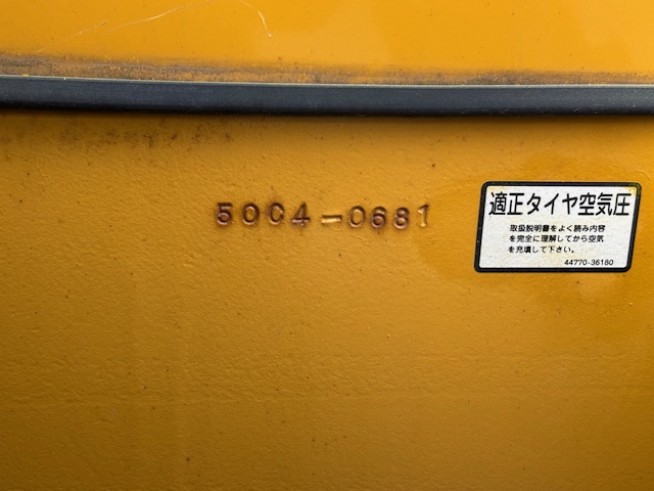 50C4-0681
適正タイヤ空気圧
取扱説明書をよく読み内容
を完全に理解してから空気
を充填して下さい。
44770-36180